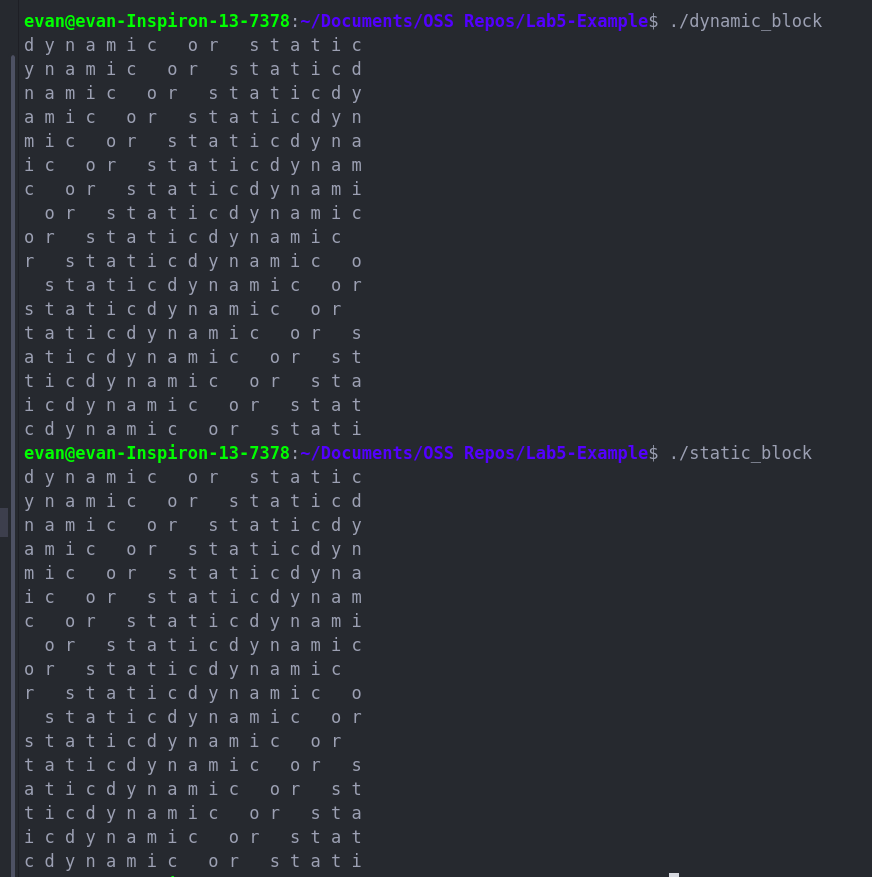 evan@evan-Inspiron-13-7378:~/Documents/OSS Repos/Lab5-Example$ ./dynamic_block
d y n a m i c   o r   s t a t i c
y n a m i c   o r   s t a t i c d
n a m i c   o r   s t a t i c d y
a m i c   o r   s t a t i c d y n
m i c   o r   s t a t i c d y n a
i c   o r   s t a t i c d y n a m
c   o r   s t a t i c d y n a m i
  o r   s t a t i c d y n a m i c
o r   s t a t i c d y n a m i c
r   s t a t i c d y n a m i c   o
  s t a t i c d y n a m i c   o r
s t a t i c d y n a m i c   o r
t a t i c d y n a m i c   o r   s
a t i c d y n a m i c   o r   s t
t i c d y n a m i c   o r   s t a
i c d y n a m i c   o r   s t a t
c d y n a m i c   o r   s t a t i
evan@evan-Inspiron-13-7378:~/Documents/OSS Repos/Lab5-Example$ ./static_block
d y n a m i c   o r   s t a t i c
y n a m i c   o r   s t a t i c d
n a m i c   o r   s t a t i c d y
a m i c   o r   s t a t i c d y n
m i c   o r   s t a t i c d y n a
i c   o r   s t a t i c d y n a m
c   o r   s t a t i c d y n a m i
  o r   s t a t i c d y n a m i c
o r   s t a t i c d y n a m i c
r   s t a t i c d y n a m i c   o
  s t a t i c d y n a m i c   o r
s t a t i c d y n a m i c   o r
t a t i c d y n a m i c   o r   s
a t i c d y n a m i c   o r   s t
t i c d y n a m i c   o r   s t a
i c d y n a m i c   o r   s t a t
c d y n a m i c   o r   s t a t i